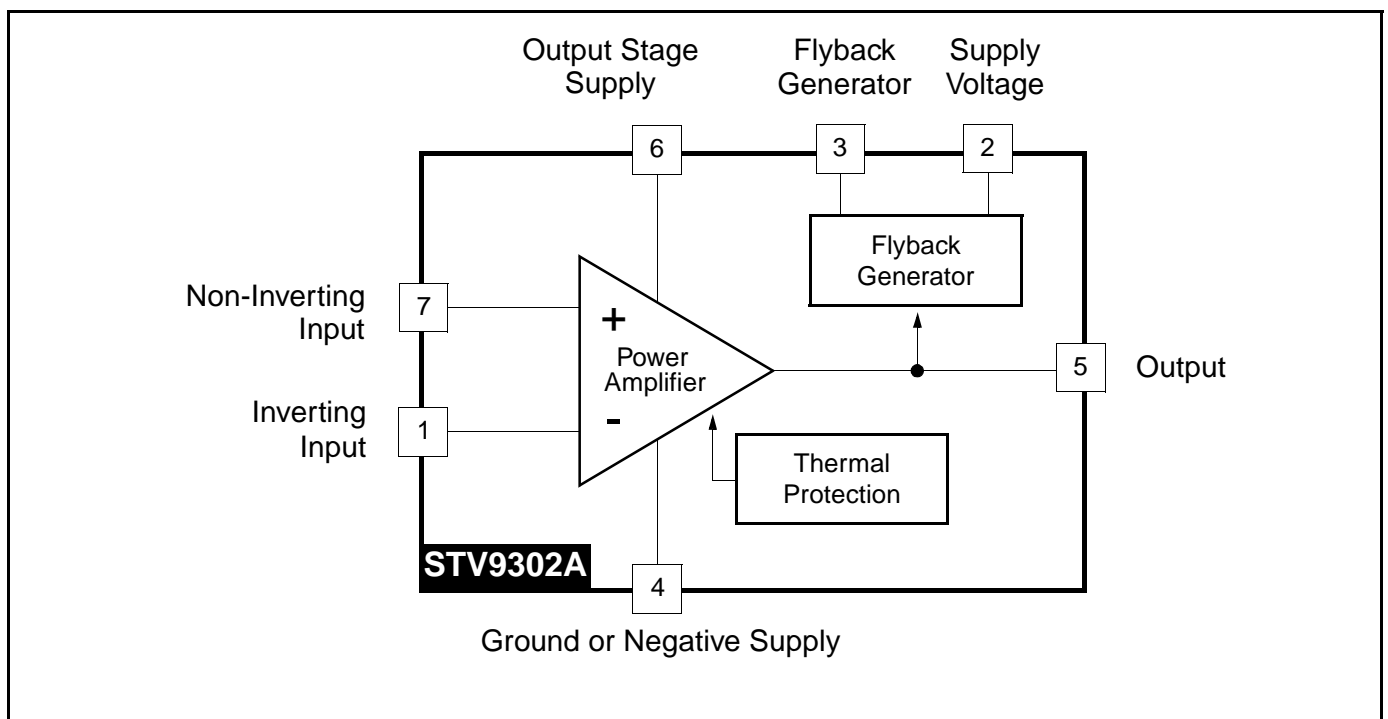 Output Stage
Supply
Flyback
Generator
Supply
Voltage
6
3
2
Flyback
Generator
Non-Inverting
Input
7
+
Power
Amplifier
5
Output
Inverting
Input
1
-
Thermal
Protection
STV9302A
4
Ground or Negative Supply